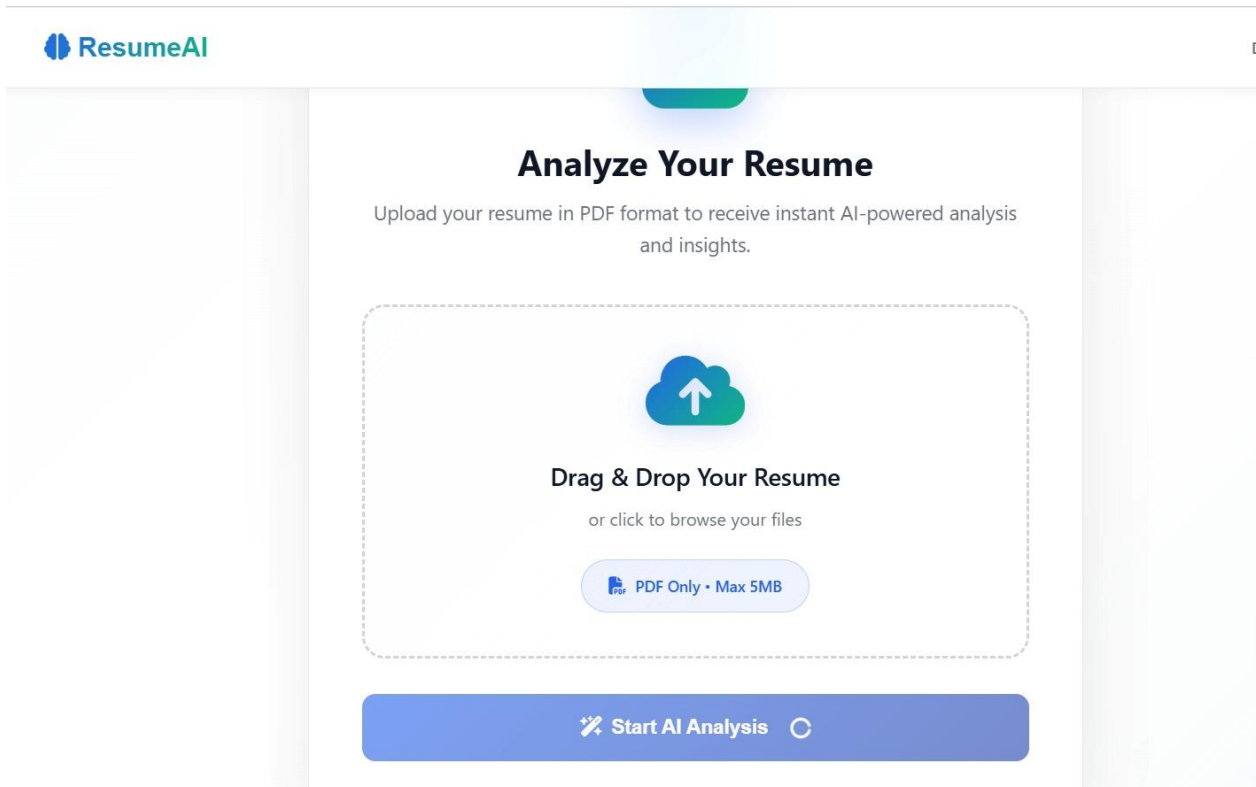 ResumeAI
Analyze Your Resume
Upload your resume in PDF format to receive instant AI-powered analysis
and insights.
Drag & Drop Your Resume
or click to browse your files
PDF
PDF Only • Max 5MB
Start AI Analysis